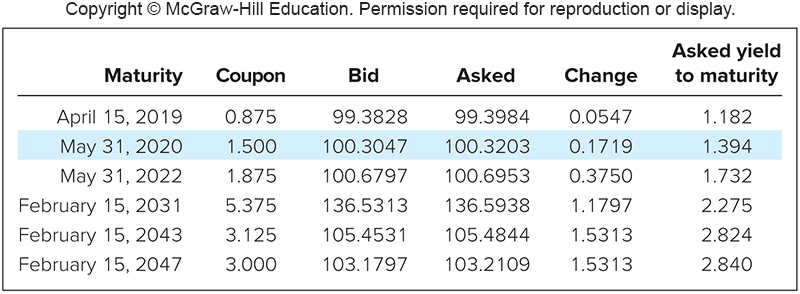 Copyright © McGraw-Hill Education. Permission required for reproduction or display.
Maturity Coupon Bid Asked Change Asked yield to maturity
April 15, 2019 0.875 99.3828 99.3984 0.0547 1.182
May 31, 2020 1.500 100.3047 100.3203 0.1719 1.394
May 31, 2022 1.875 100.6797 100.6953 0.3750 1.732
February 15, 2031 5.375 136.5313 136.5938 1.1797 2.275
February 15, 2043 3.125 105.4531 105.4844 1.5313 2.824
February 15, 2047 3.000 103.1797 103.2109 1.5313 2.840